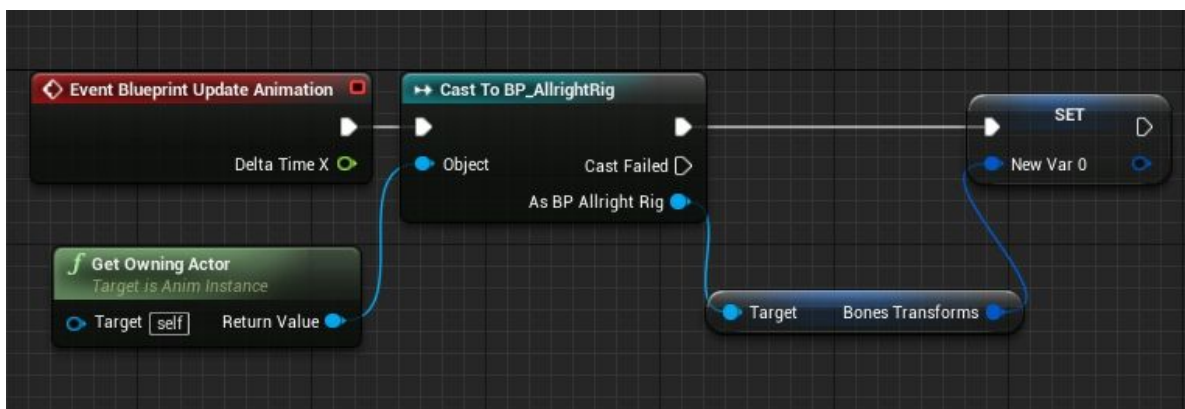 Event Blueprint Update Animation
Delta Time X
Cast To BP_AllrightRig
Object
Cast Failed
As BP Allright Rig
SET
New Var 0
f Get Owning Actor
Target is Anim Instance
Target self Return Value
Target Bones Transforms